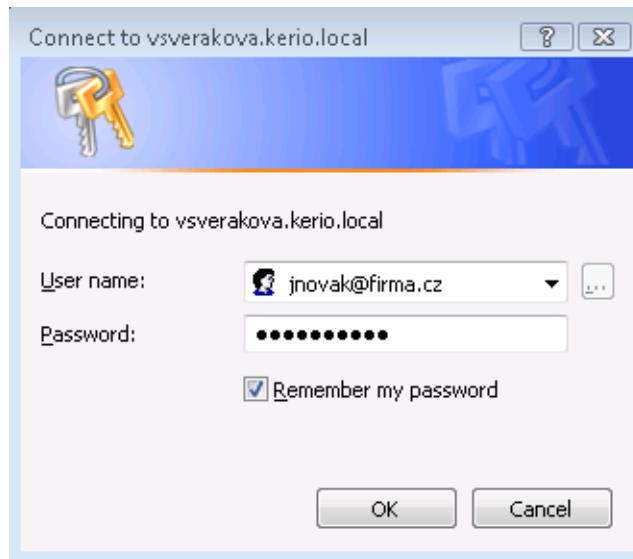 Connect to vsverakova.kerio.local
Connecting to vsverakova.kerio.local
User name: jnovak@firma.cz ...
Password: ●●●●●●●●●●
Remember my password
OK Cancel